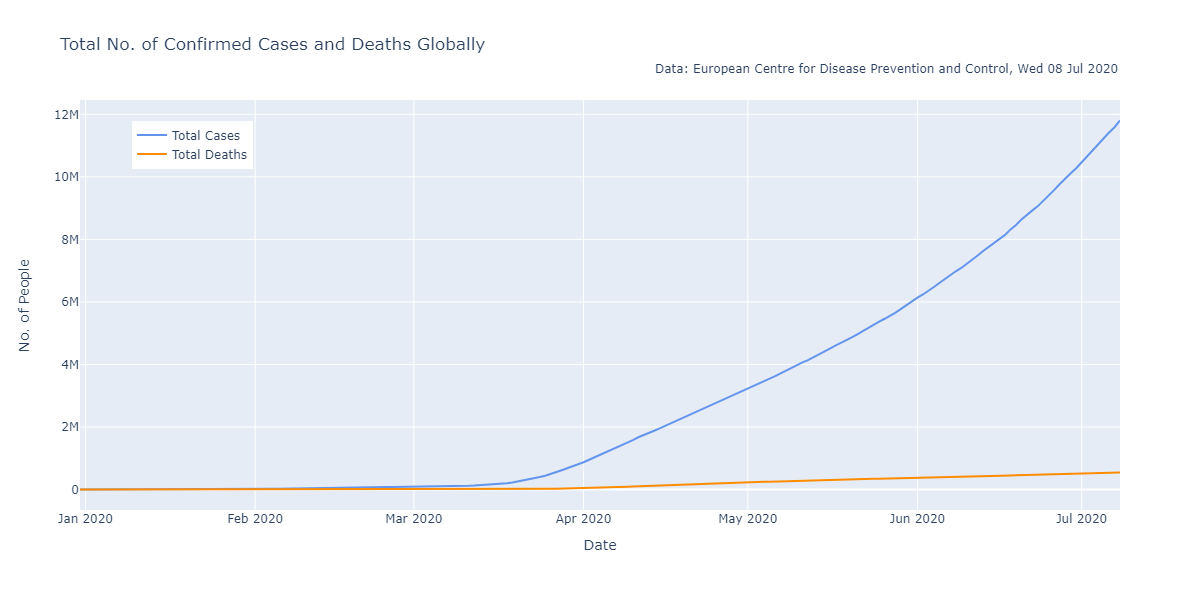 Total No. of Confirmed Cases and Deaths Globally
Data: European Centre for Disease Prevention and Control, Wed 08 Jul 2020
Total Cases
Total Deaths
12M
10M
8M
6M
4M
2M
0
No. of People
Jan 2020 Feb 2020 Mar 2020 Apr 2020 May 2020 Jun 2020 Jul 2020
Date